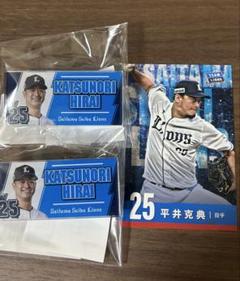 KATSUNORI
HIRAI
25
Saitama Seibu Lions
KATSUNORI
HIRAI
25
Saitama Seibu Lions
LIONS
25 平井克典 投手